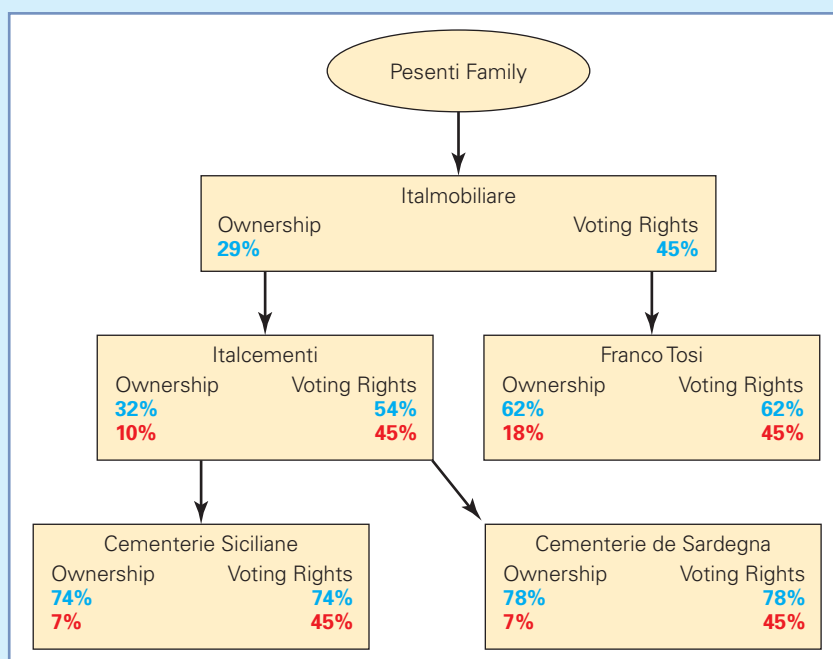 Pesenti Family
Italmobiliare
Ownership Voting Rights
29% 45%
Italcementi
Ownership Voting Rights
32% 54%
10% 45%
Franco Tosi
Ownership Voting Rights
62% 62%
18% 45%
Cementerie Siciliane
Ownership Voting Rights
74% 74%
7% 45%
Cementerie de Sardegna
Ownership Voting Rights
78% 78%
7% 45%